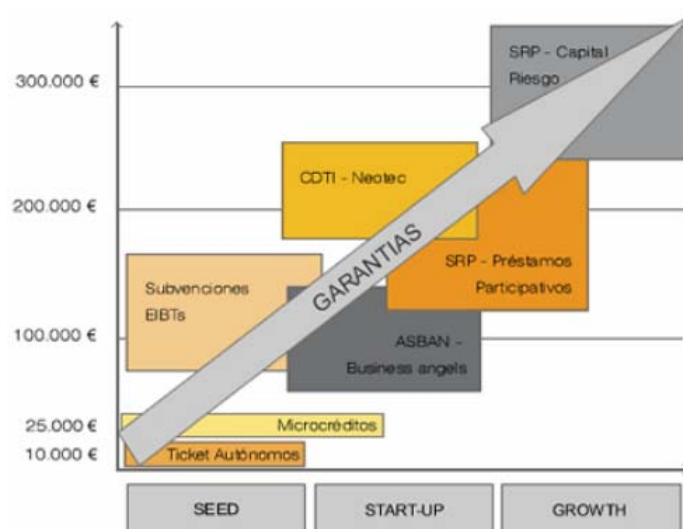 SRP - Capital
Riesgo
300.000 €
CDTI - Neotec
200.000 €
GARANTIAS
SRP - Préstamos
Participativos
Subvenciones
EIBTs
100.000 €
ASBAN -
Business angels
25.000 €
Microcréditos
10.000 €
Ticket Autónomos
SEED
START-UP
GROWTH